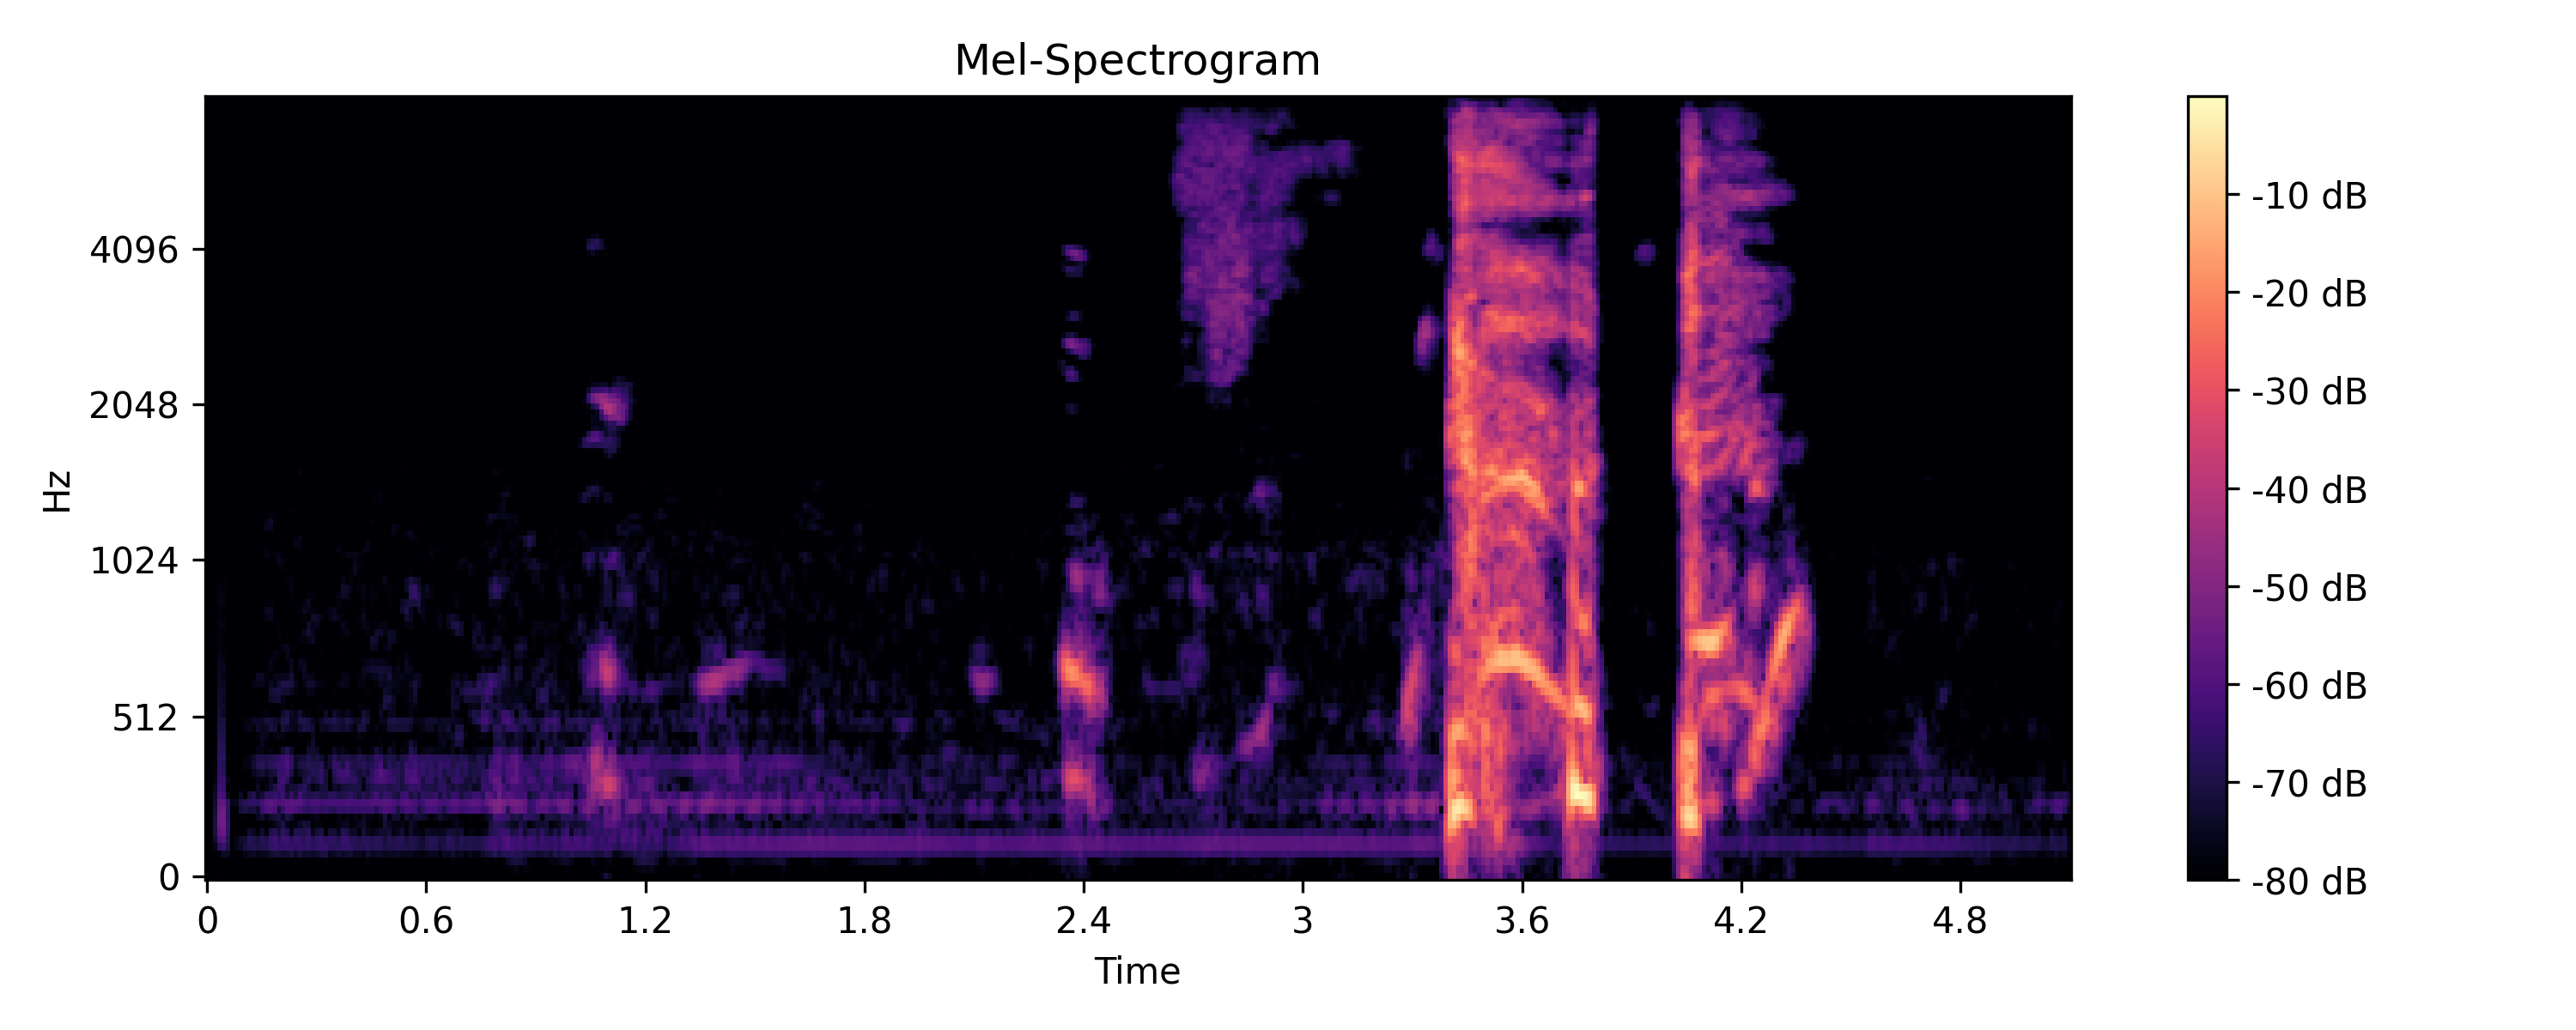 Mel-Spectrogram
Hz
4096
2048
1024
512
0
0 0.6 1.2 1.8 2.4 3 3.6 4.2 4.8
Time
-10 dB
-20 dB
-30 dB
-40 dB
-50 dB
-60 dB
-70 dB
-80 dB